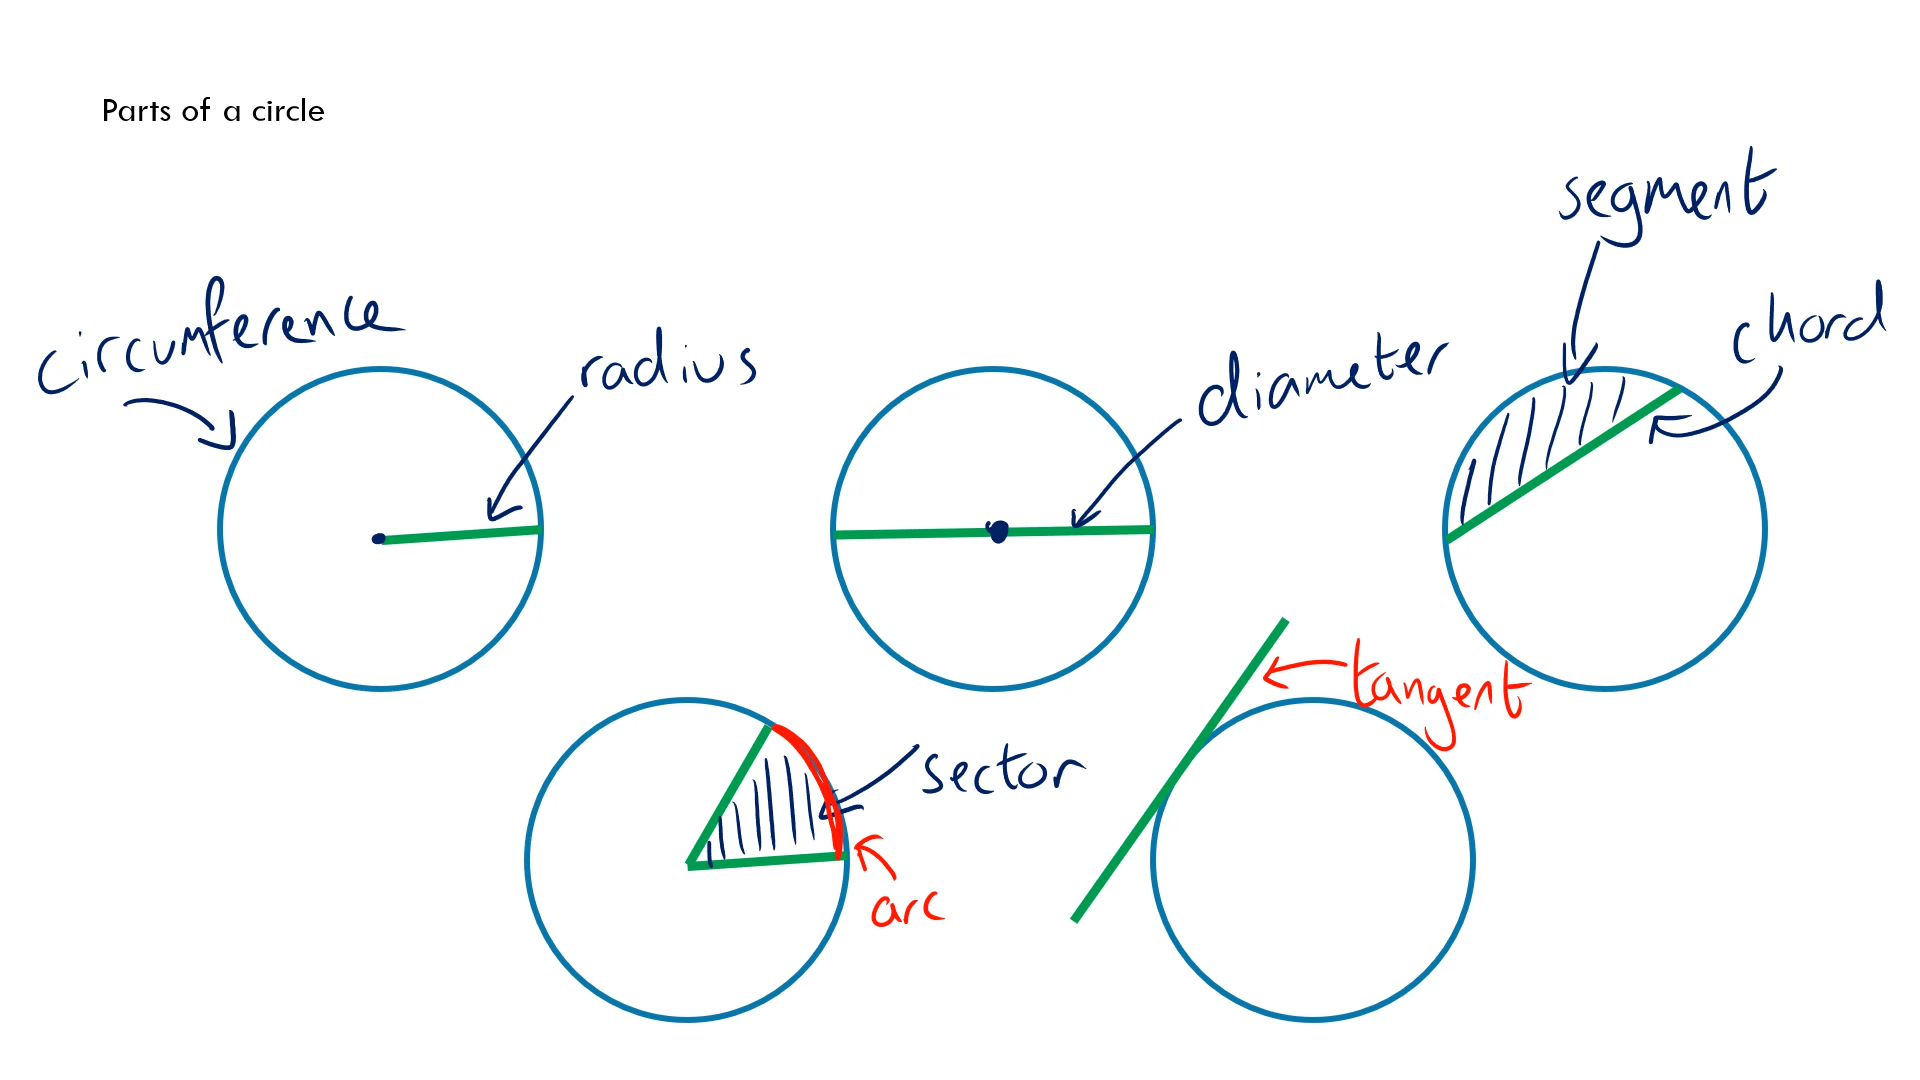 Parts of a circle
segment
circumference
radius
diameter
chord
tangent
sector
arc